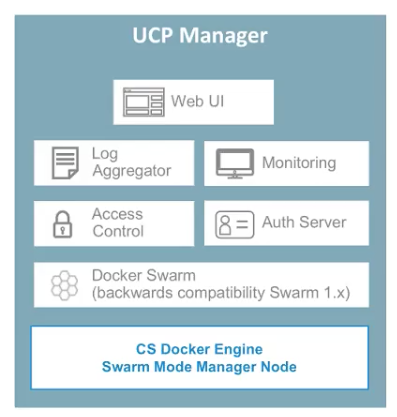 UCP Manager
Web UI
Log
Aggregator
Monitoring
Access
Control
Auth Server
Docker Swarm
(backwards compatibility Swarm 1.x)
CS Docker Engine
Swarm Mode Manager Node